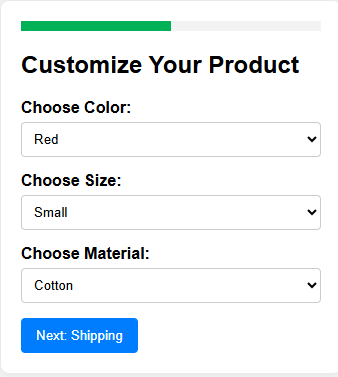 Customize Your Product
Choose Color:
Red
Choose Size:
Small
Choose Material:
Cotton
Next: Shipping